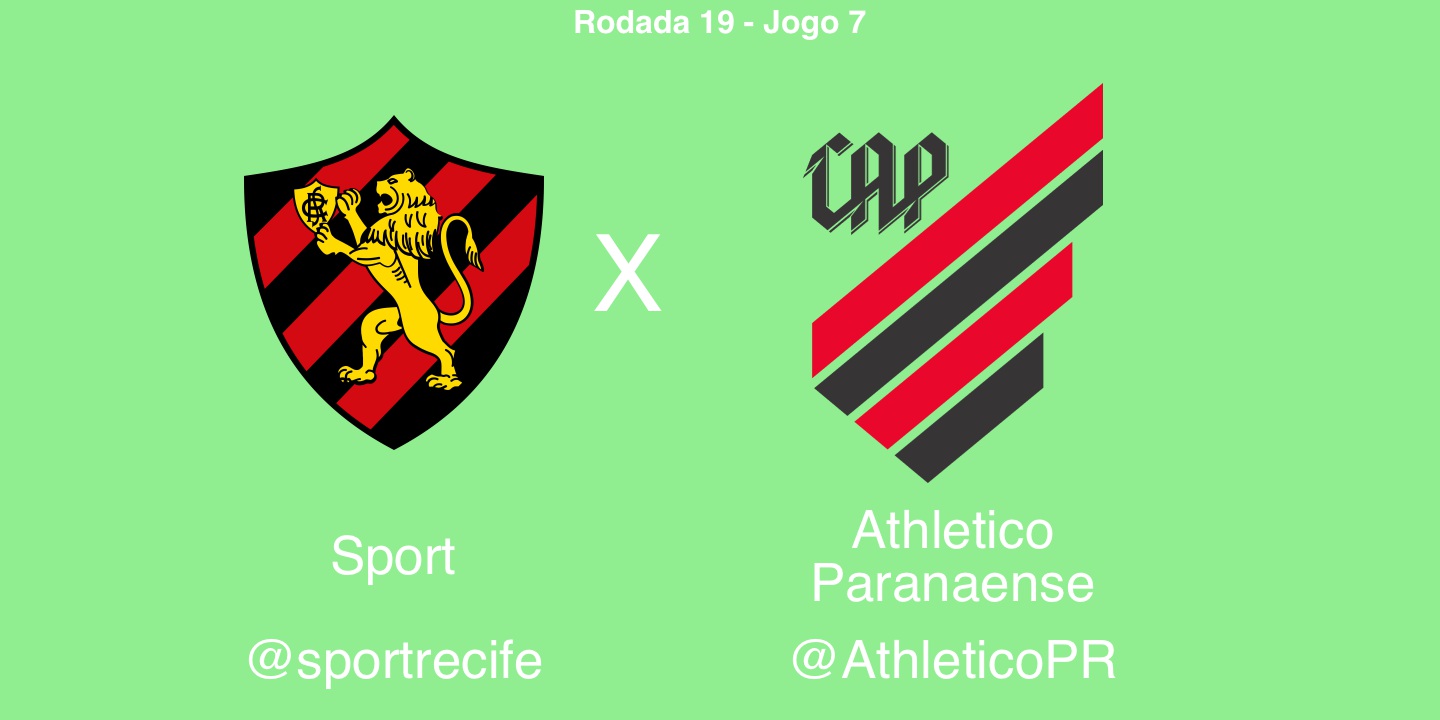 Rodada 19 - Jogo 7
CAP
X
Sport
Athletico
Paranaense
@sportrecife
@AthleticoPR